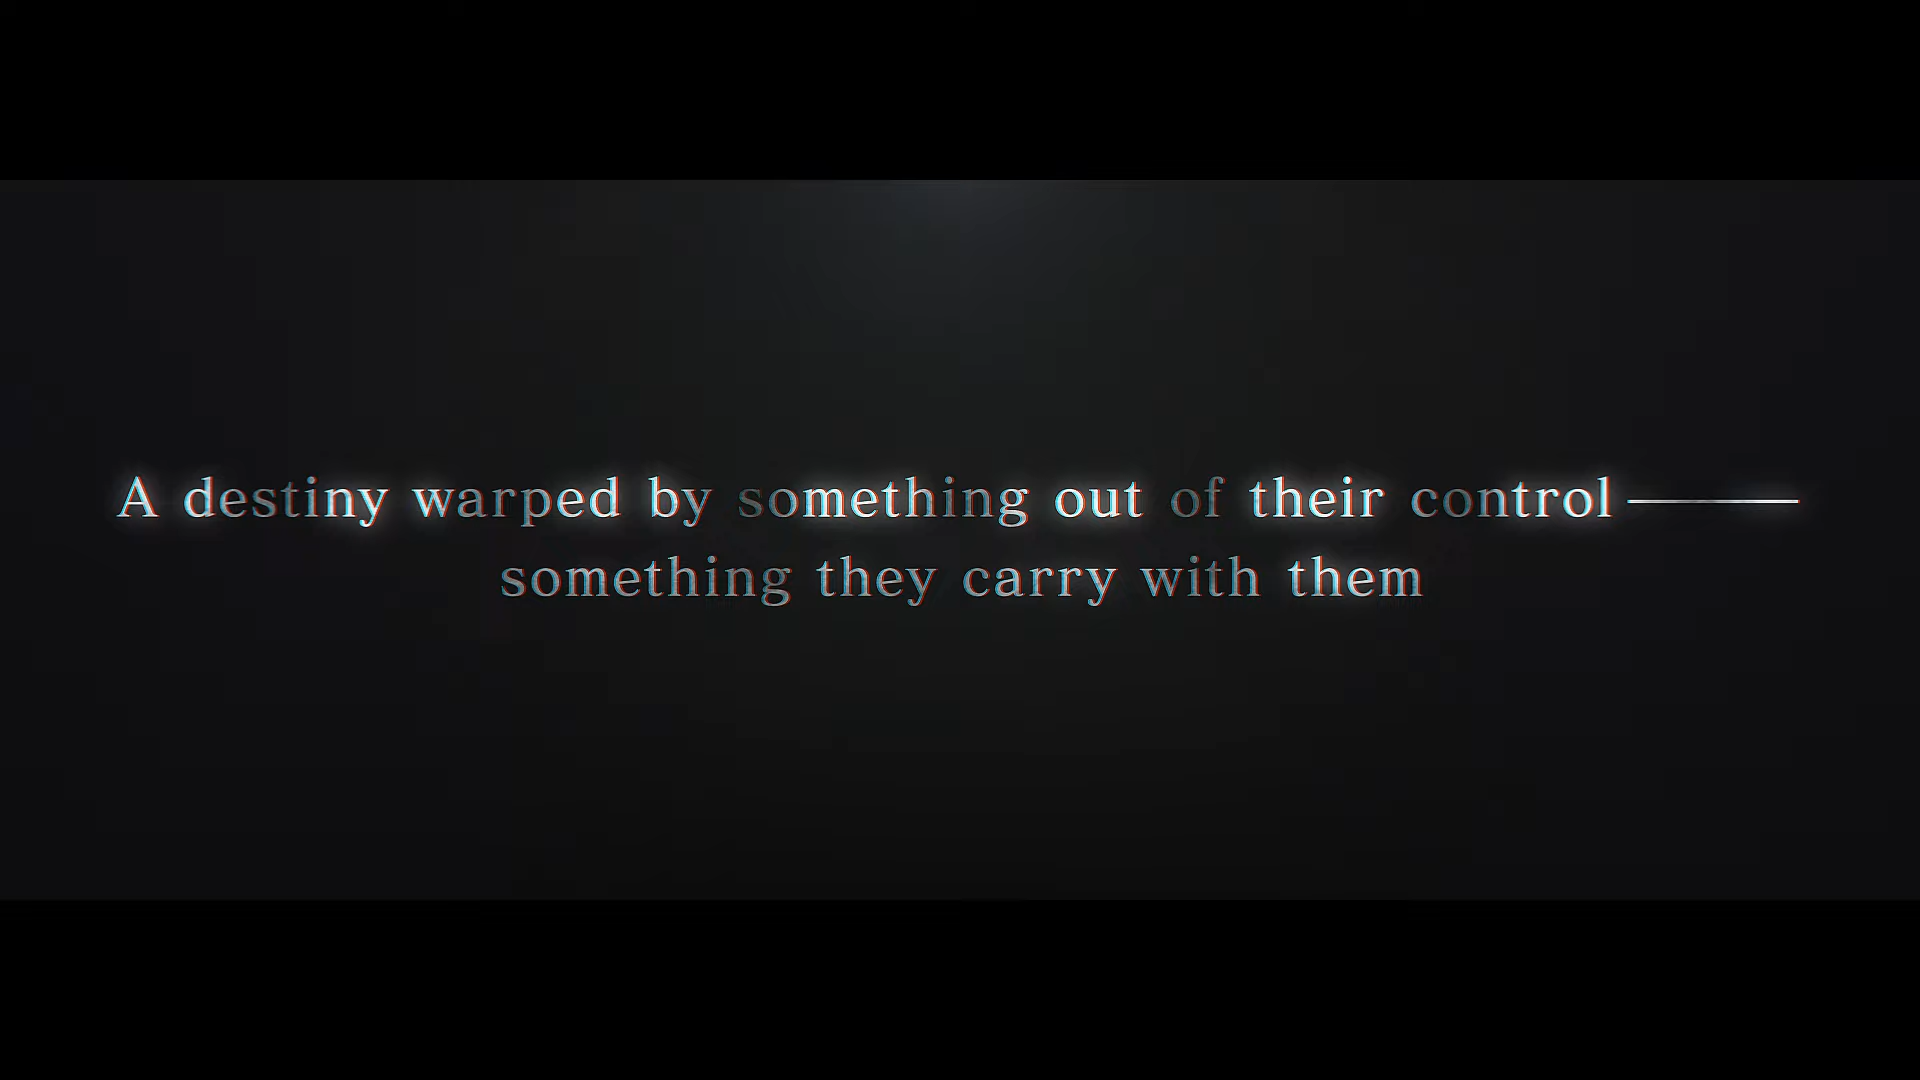 A destiny warped by something out of their control———
something they carry with them